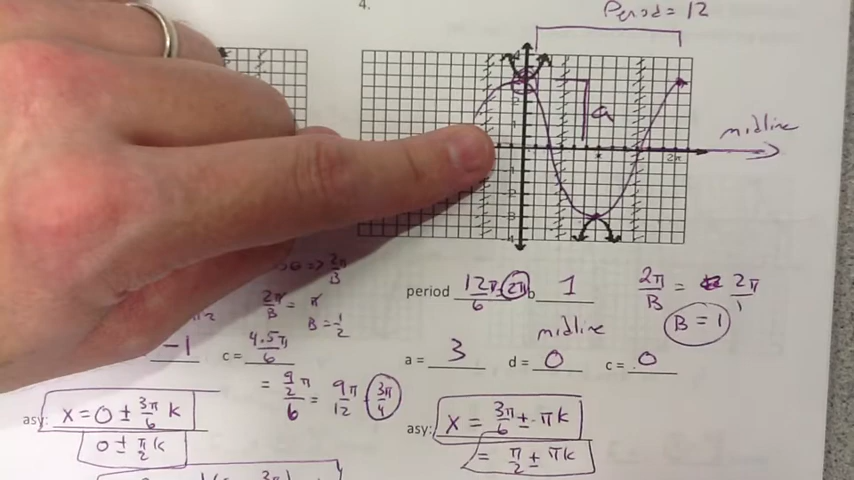 4.
Period = 12
a
midline
2π
period 12π/6 = 2π b 1
2π/B = 2π/1
B = 1
midline
a = 3 d = 0 c = 0
asy: x = 3π/6 ± πk
= π/2 ± πk
=> 2π/B
2π/B = π
B = 1/2
-1 c = 4.5π/6
= 9/2 π/6 = 9π/12 3π/4
asy: x = 0 ± 3π/6 k
0 ± π/2 k